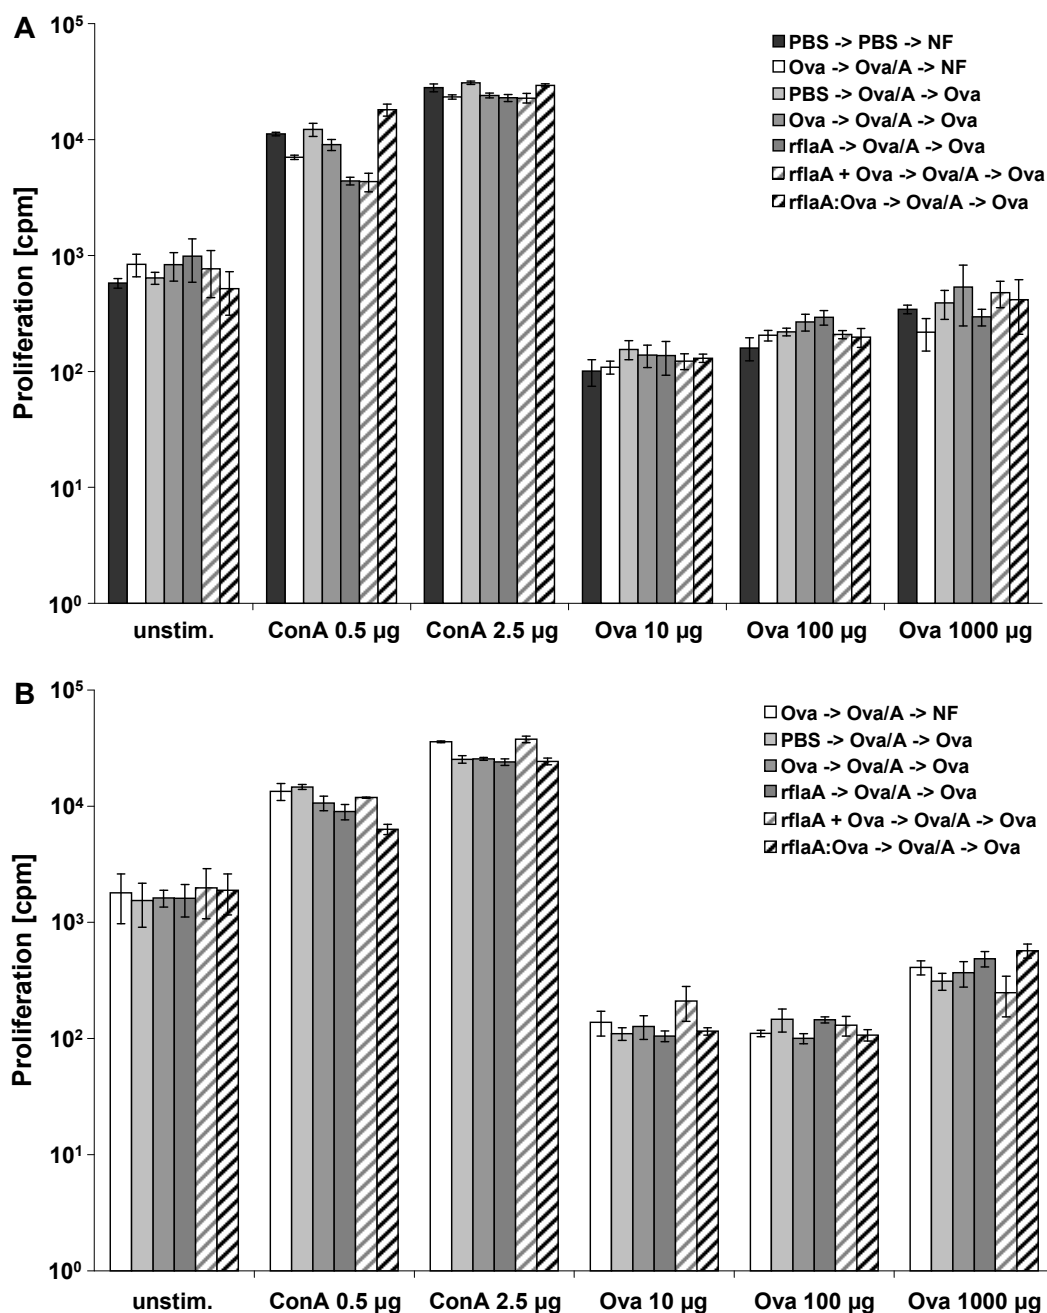 A
10⁵
10⁴
10³
10²
10¹
10⁰
Proliferation [cpm]
PBS -> PBS -> NF
Ova -> Ova/A -> NF
PBS -> Ova/A -> Ova
Ova -> Ova/A -> Ova
rflaA -> Ova/A -> Ova
rflaA + Ova -> Ova/A -> Ova
rflaA:Ova -> Ova/A -> Ova
unstim. ConA 0.5 µg ConA 2.5 µg Ova 10 µg Ova 100 µg Ova 1000 µg
B
10⁵
10⁴
10³
10²
10¹
10⁰
Proliferation [cpm]
Ova -> Ova/A -> NF
PBS -> Ova/A -> Ova
Ova -> Ova/A -> Ova
rflaA -> Ova/A -> Ova
rflaA + Ova -> Ova/A -> Ova
rflaA:Ova -> Ova/A -> Ova
unstim. ConA 0.5 µg ConA 2.5 µg Ova 10 µg Ova 100 µg Ova 1000 µg